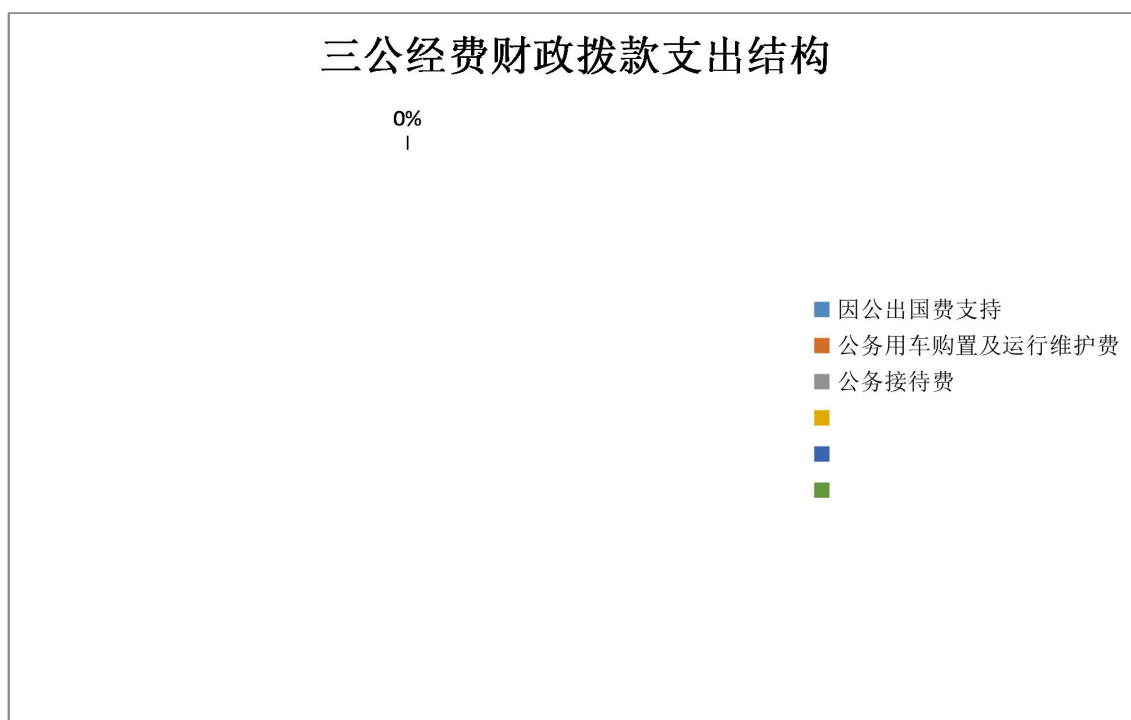 三公经费财政拨款支出结构
0%
因公出国费支持
公务用车购置及运行维护费
公务接待费